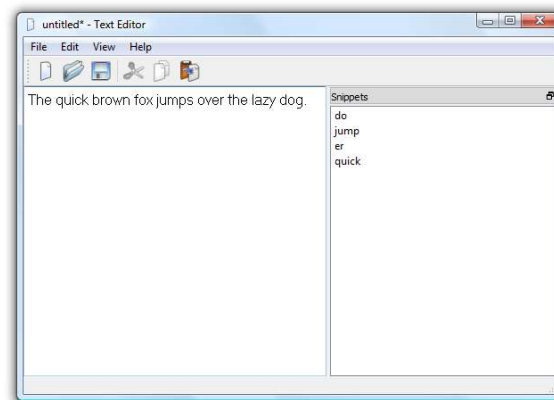 untitled* - Text Editor
File Edit View Help
The quick brown fox jumps over the lazy dog.
Snippets
do
jump
er
quick